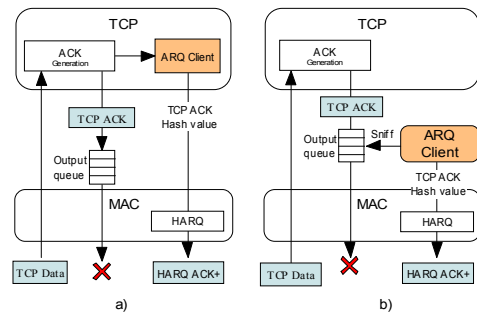 TCP
ACK
Generation
ARQ Client
TCP ACK
TCP ACK
Hash value
Output
queue
MAC
HARQ
TCP Data
HARQ ACK+
a)
TCP
ACK
Generation
TCP ACK
Output
queue
Sniff
ARQ
Client
TCP ACK
Hash value
MAC
HARQ
TCP Data
HARQ ACK+
b)